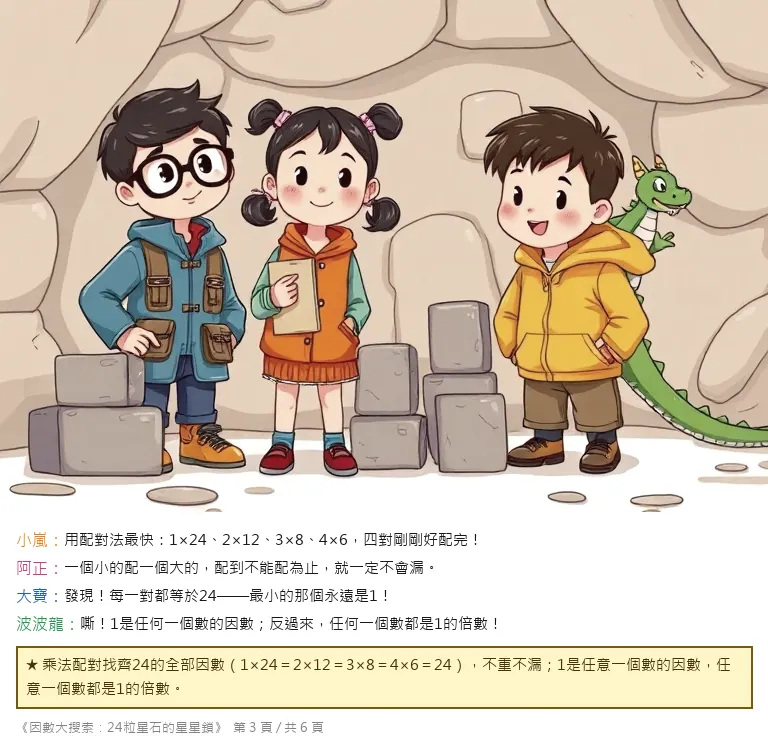 小嵐：用配對法最快：1×24、2×12、3×8、4×6，四對剛剛好配完！
阿正：一個小的配一個大的，配到不能配為止，就一定不會漏。
大寶：發現！每一對都等於24——最小的那個永遠是1！
波波龍：嘶！1是任何一個數的因數；反過來，任何一個數都是1的倍數！
★ 乘法配對找齊24的全部因數（1×24＝2×12＝3×8＝4×6＝24），不重不漏；1是任意一個數的因數，任
意一個數都是1的倍數。
《因數大搜索：24粒星石的星星鎖》 第 3 頁 / 共 6 頁